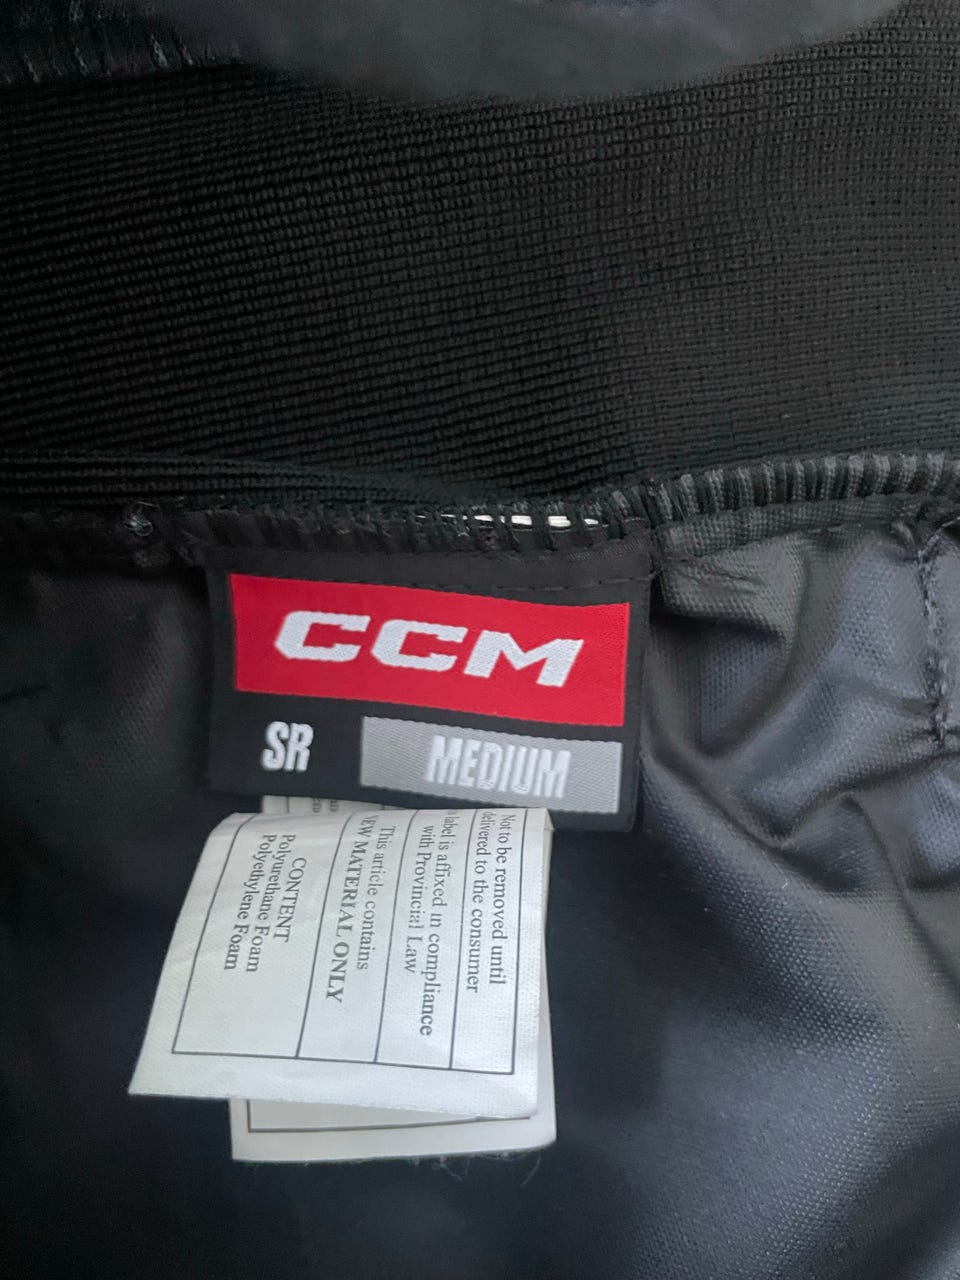 CCM
SR
MEDIUM
Not to be removed until
delivered to the consumer
label is affixed in compliance
with Provincial Law
This article contains
NEW MATERIAL ONLY
CONTENT
Polyurethane Foam
Polyethylene Foam